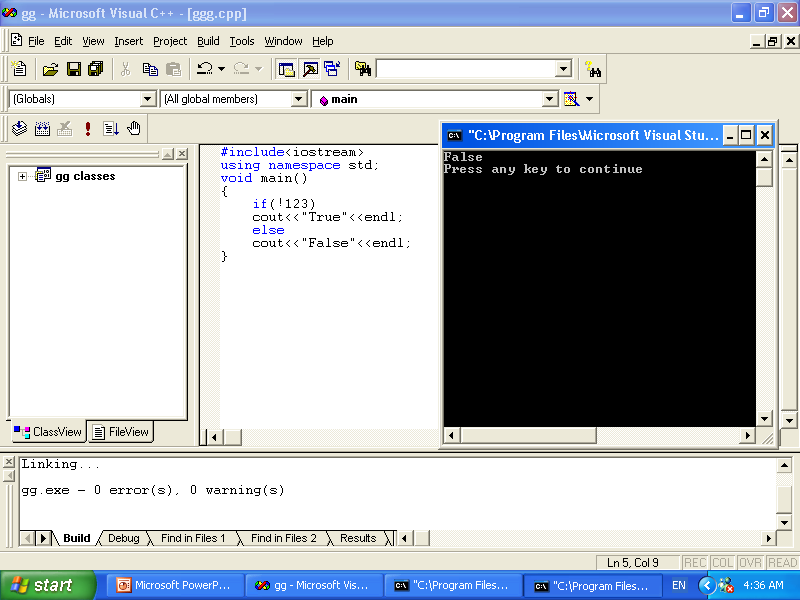 gg - Microsoft Visual C++ - [ggg.cpp]
File Edit View Insert Project Build Tools Window Help
(Globals) (All global members) main
gg classes
ClassView FileView
#include<iostream>
using namespace std;
void main()
{
if(!123)
cout<<"True"<<endl;
else
cout<<"False"<<endl;
}
"C:\Program Files\Microsoft Visual Stu...
False
Press any key to continue
Linking...
gg.exe - 0 error(s), 0 warning(s)
Build Debug Find in Files 1 Find in Files 2 Results
Ln 5, Col 9 REC COL OVR READ
start Microsoft PowerP... gg - Microsoft Vis... "C:\Program Files... "C:\Program Files... EN 4:36 AM